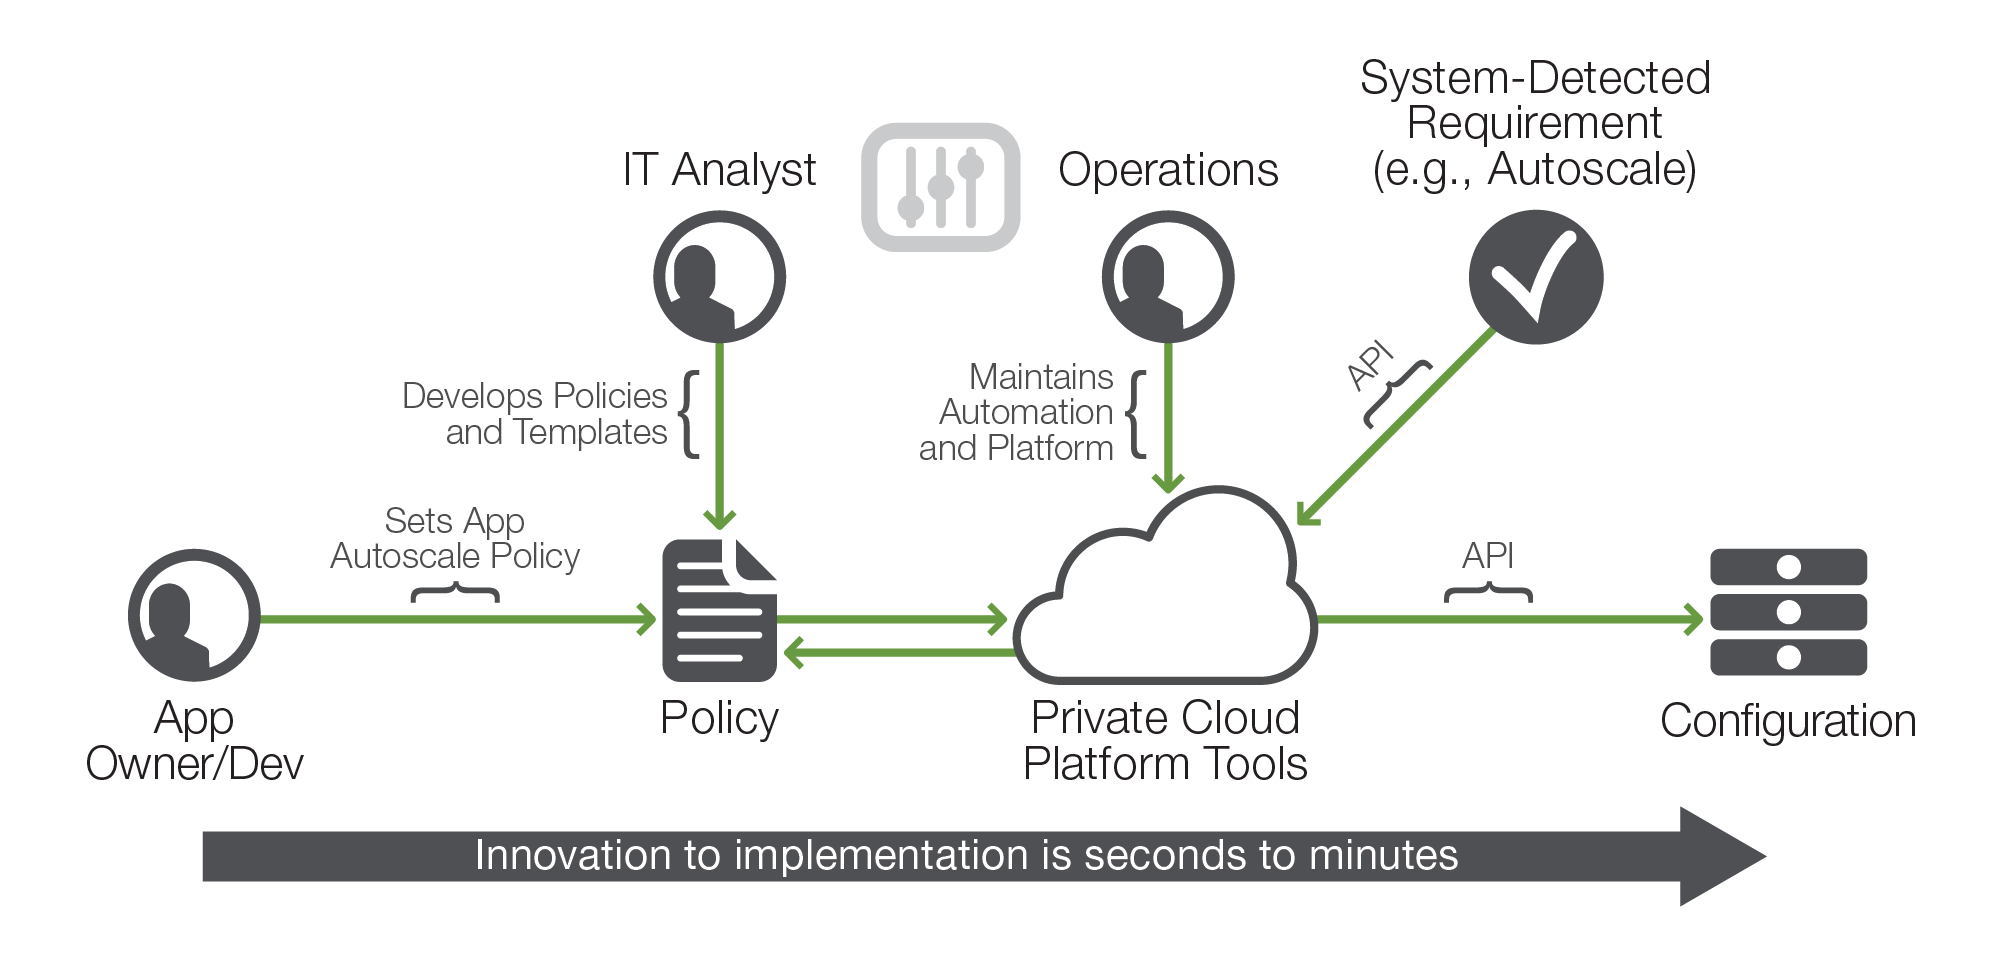 System-Detected
Requirement
(e.g., Autoscale)
IT Analyst
Operations
API
Develops Policies
and Templates
Maintains
Automation
and Platform
Sets App
Autoscale Policy
API
App
Owner/Dev
Policy
Private Cloud
Platform Tools
Configuration
Innovation to implementation is seconds to minutes